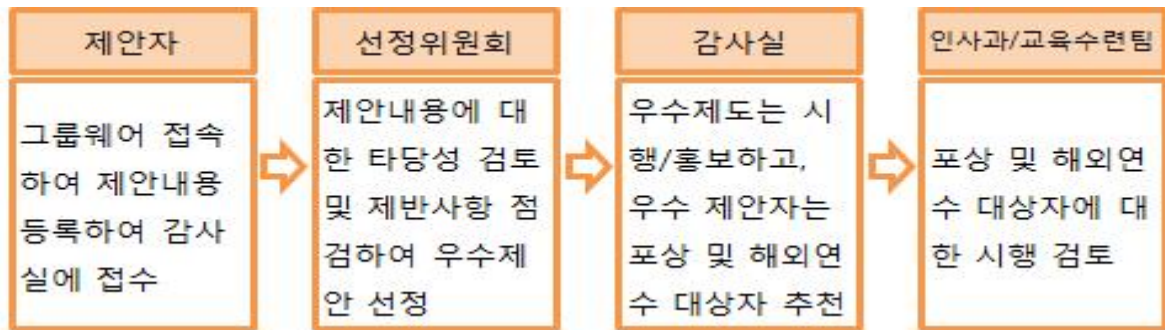 제안자
그룹웨어 접속
하여 제안내용
등록하여 감사
실에 접수
선정위원회
제안내용에 대
한 타당성 검토
및 제반사항 점
검하여 우수제
안 선정
감사실
우수제도는 시
행/홍보하고,
우수 제안자는
포상 및 해외연
수 대상자 추천
인사과/교육수련팀
포상 및 해외연
수 대상자에 대
한 시행 검토